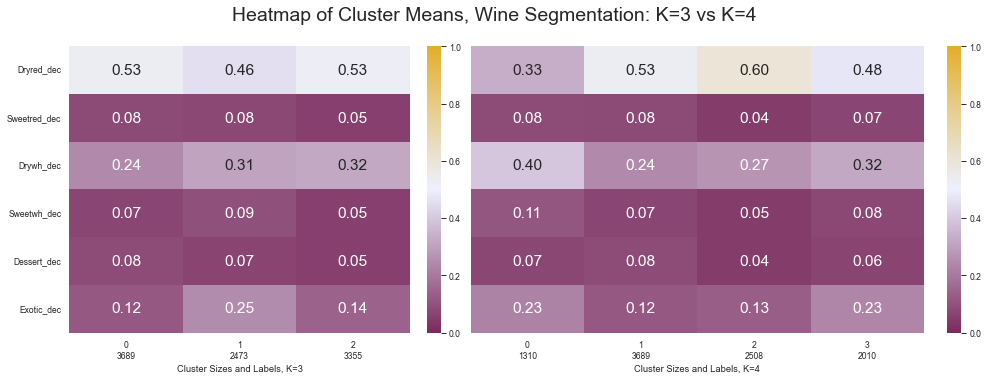 Heatmap of Cluster Means, Wine Segmentation: K=3 vs K=4
Dryred_dec 0.53 0.46 0.53 1.0 0.33 0.53 0.60 0.48 1.0
Sweetred_dec 0.08 0.08 0.05 0.8 0.08 0.08 0.04 0.07 0.8
Drywh_dec 0.24 0.31 0.32 0.6 0.40 0.24 0.27 0.32 0.6
Sweetwh_dec 0.07 0.09 0.05 0.4 0.11 0.07 0.05 0.08 0.4
Dessert_dec 0.08 0.07 0.05 0.2 0.07 0.08 0.04 0.06 0.2
Exotic_dec 0.12 0.25 0.14 0.0 0.23 0.12 0.13 0.23 0.0
0 1 2 0 1 2 3
3689 2473 3355 1310 3689 2508 2010
Cluster Sizes and Labels, K=3 Cluster Sizes and Labels, K=4